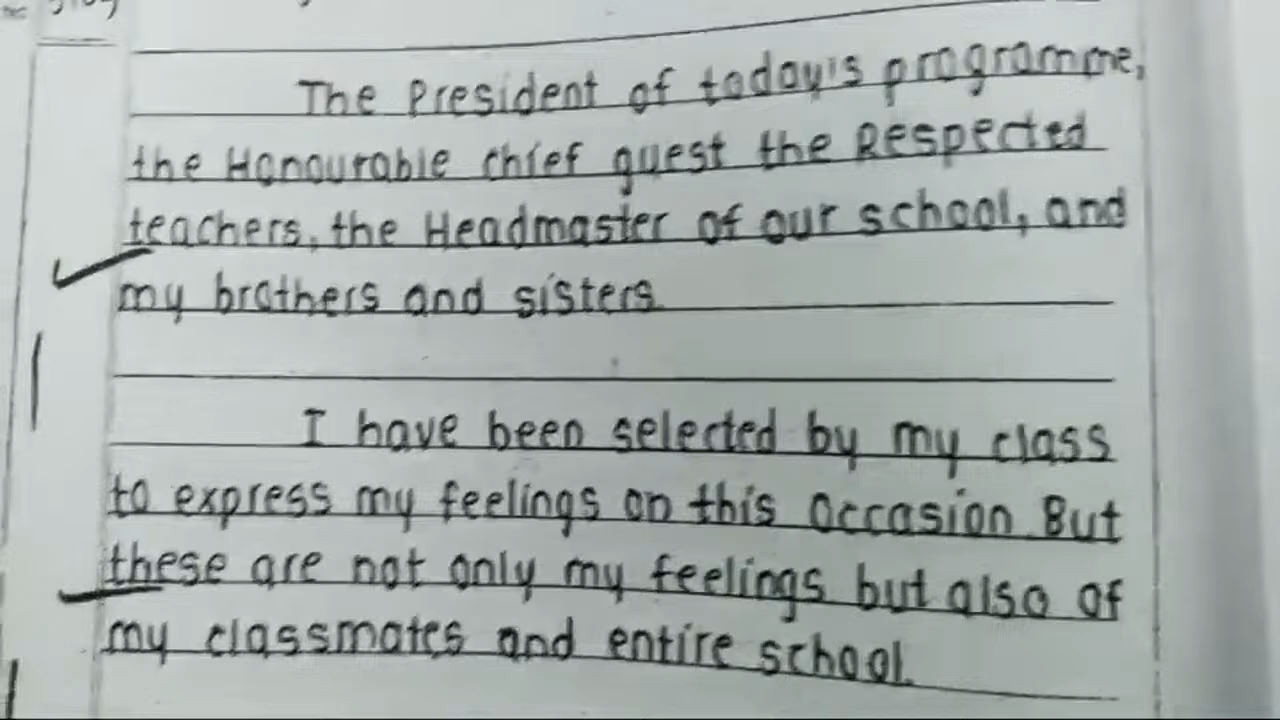 The President of today's programme,
the Honourable chief guest the Respected
teachers, the Headmaster of our school, and
my brothers and sisters.
I have been selected by my class
to express my feelings on this Occasion But
these are not only my feelings but also of
my classmates and entire school.